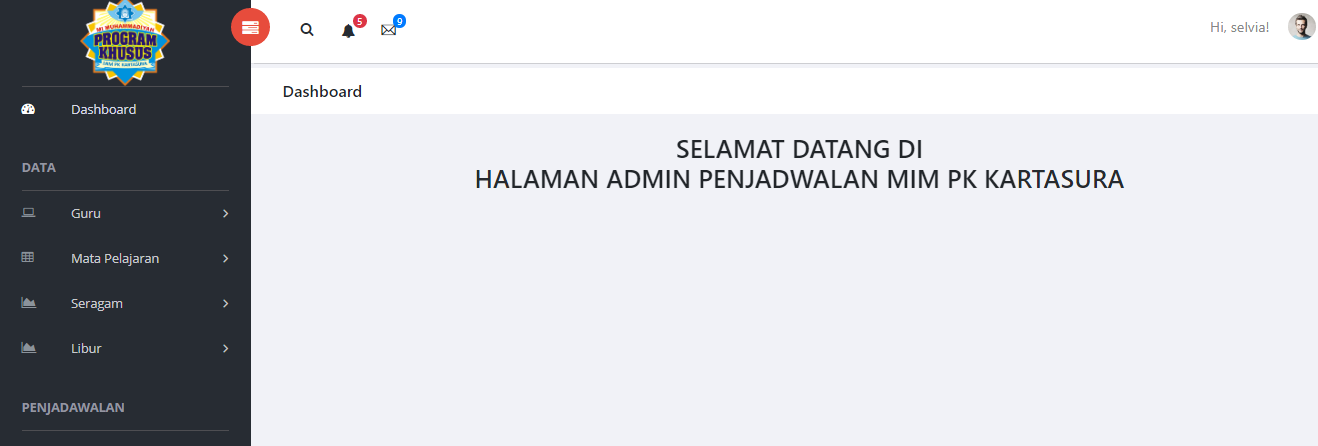 MI MUHAMMADIYAH
PROGRAM
KHUSUS
MIM PK KARTASURA
5
9
Hi, selvia!
Dashboard
Dashboard
SELAMAT DATANG DI
HALAMAN ADMIN PENJADWALAN MIM PK KARTASURA
DATA
Guru
Mata Pelajaran
Seragam
Libur
PENJADAWALAN